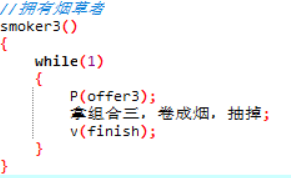 //拥有烟草者
smoker3()
{
while(1)
{
P(offer3);
拿组合三，卷成烟，抽掉;
v(finish);
}
}